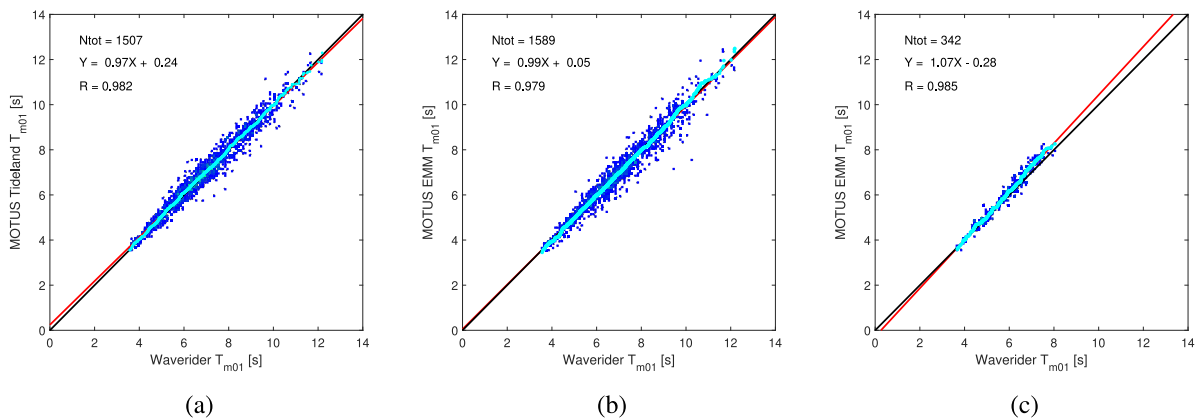 14
12
10
8
6
4
2
0
MOTUS Tideland T_m01 [s]
Ntot = 1507
Y = 0.97X + 0.24
R = 0.982
0 2 4 6 8 10 12 14
Waverider T_m01 [s]
(a)
14
12
10
8
6
4
2
0
MOTUS EMM T_m01 [s]
Ntot = 1589
Y = 0.99X + 0.05
R = 0.979
0 2 4 6 8 10 12 14
Waverider T_m01 [s]
(b)
14
12
10
8
6
4
2
0
MOTUS EMM T_m01 [s]
Ntot = 342
Y = 1.07X - 0.28
R = 0.985
0 2 4 6 8 10 12 14
Waverider T_m01 [s]
(c)